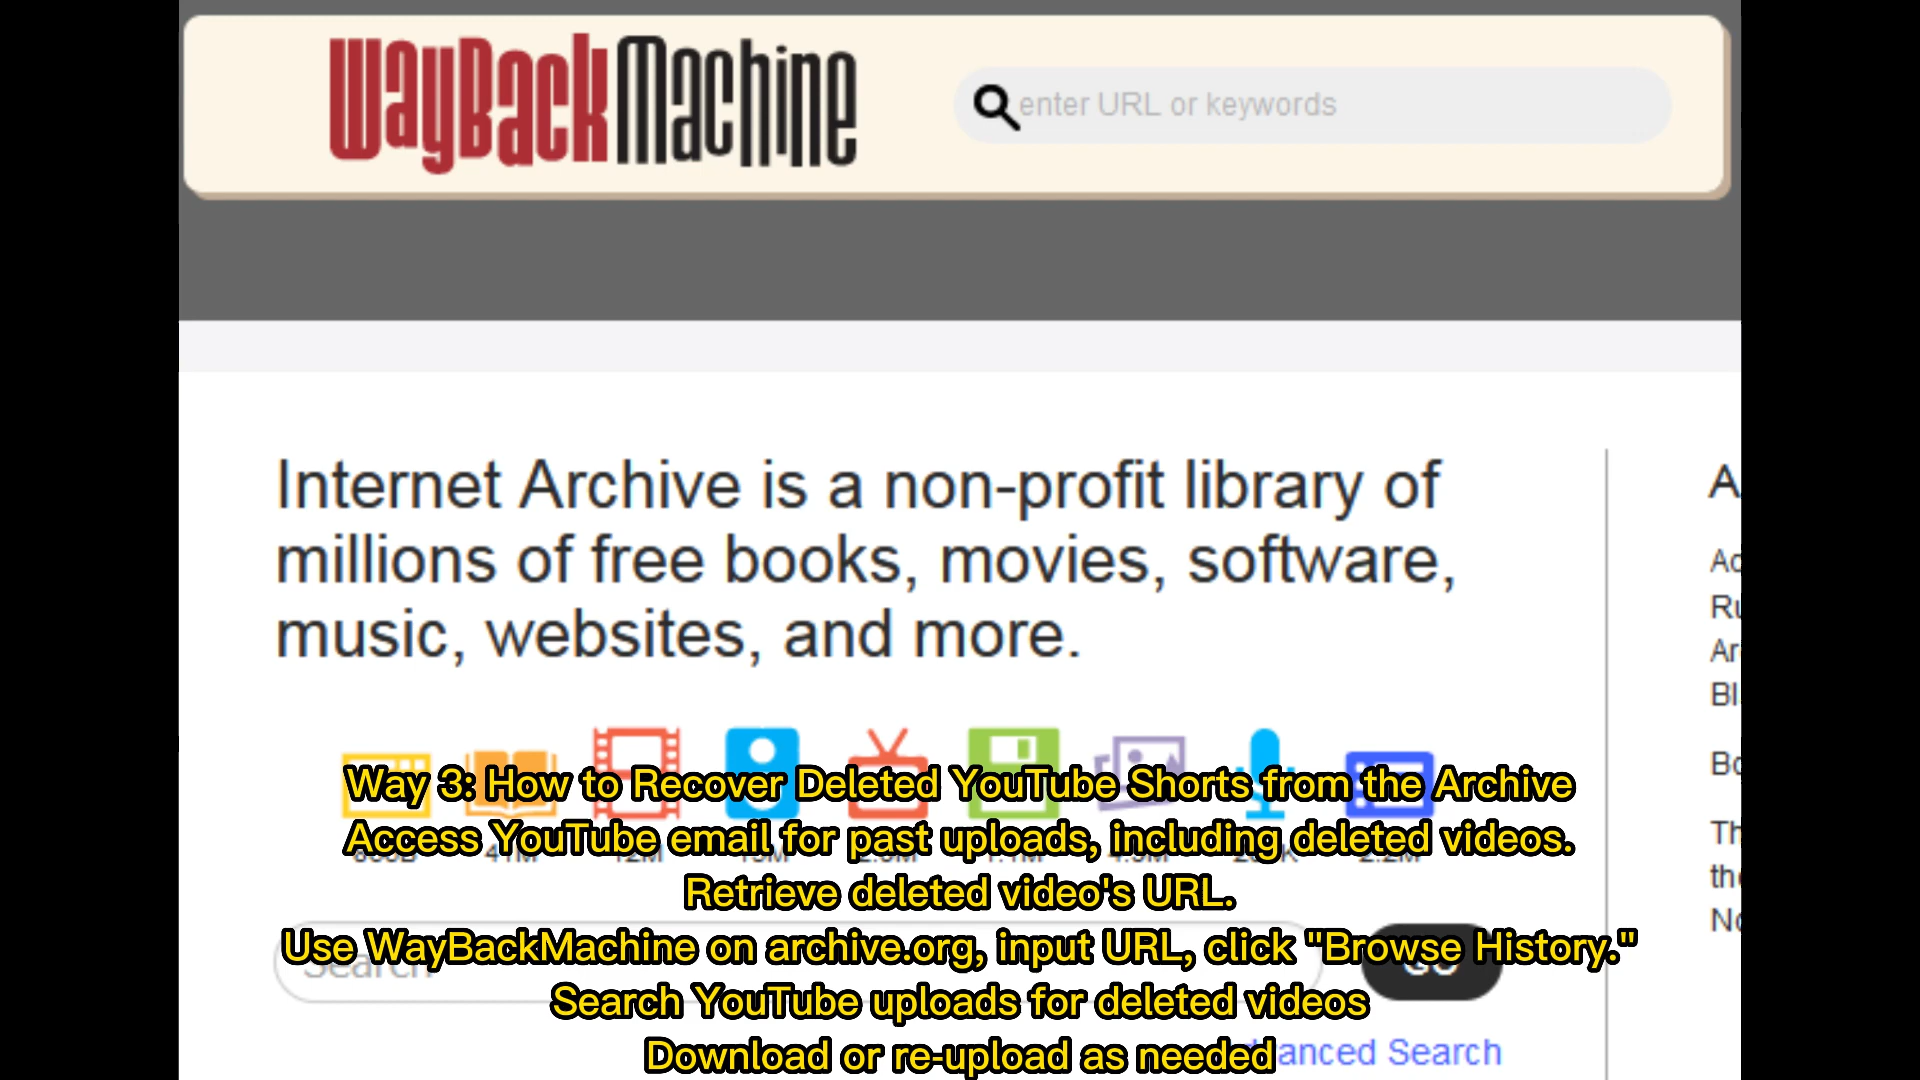 WayBackMachine
enter URL or keywords
Internet Archive is a non-profit library of
millions of free books, movies, software,
music, websites, and more.
Way 3: How to Recover Deleted YouTube Shorts from the Archive
Access YouTube email for past uploads, including deleted videos.
Retrieve deleted video's URL.
Use WayBackMachine on archive.org, input URL, click "Browse History."
Search
GO
Search YouTube uploads for deleted videos
Download or re-upload as needed
Search